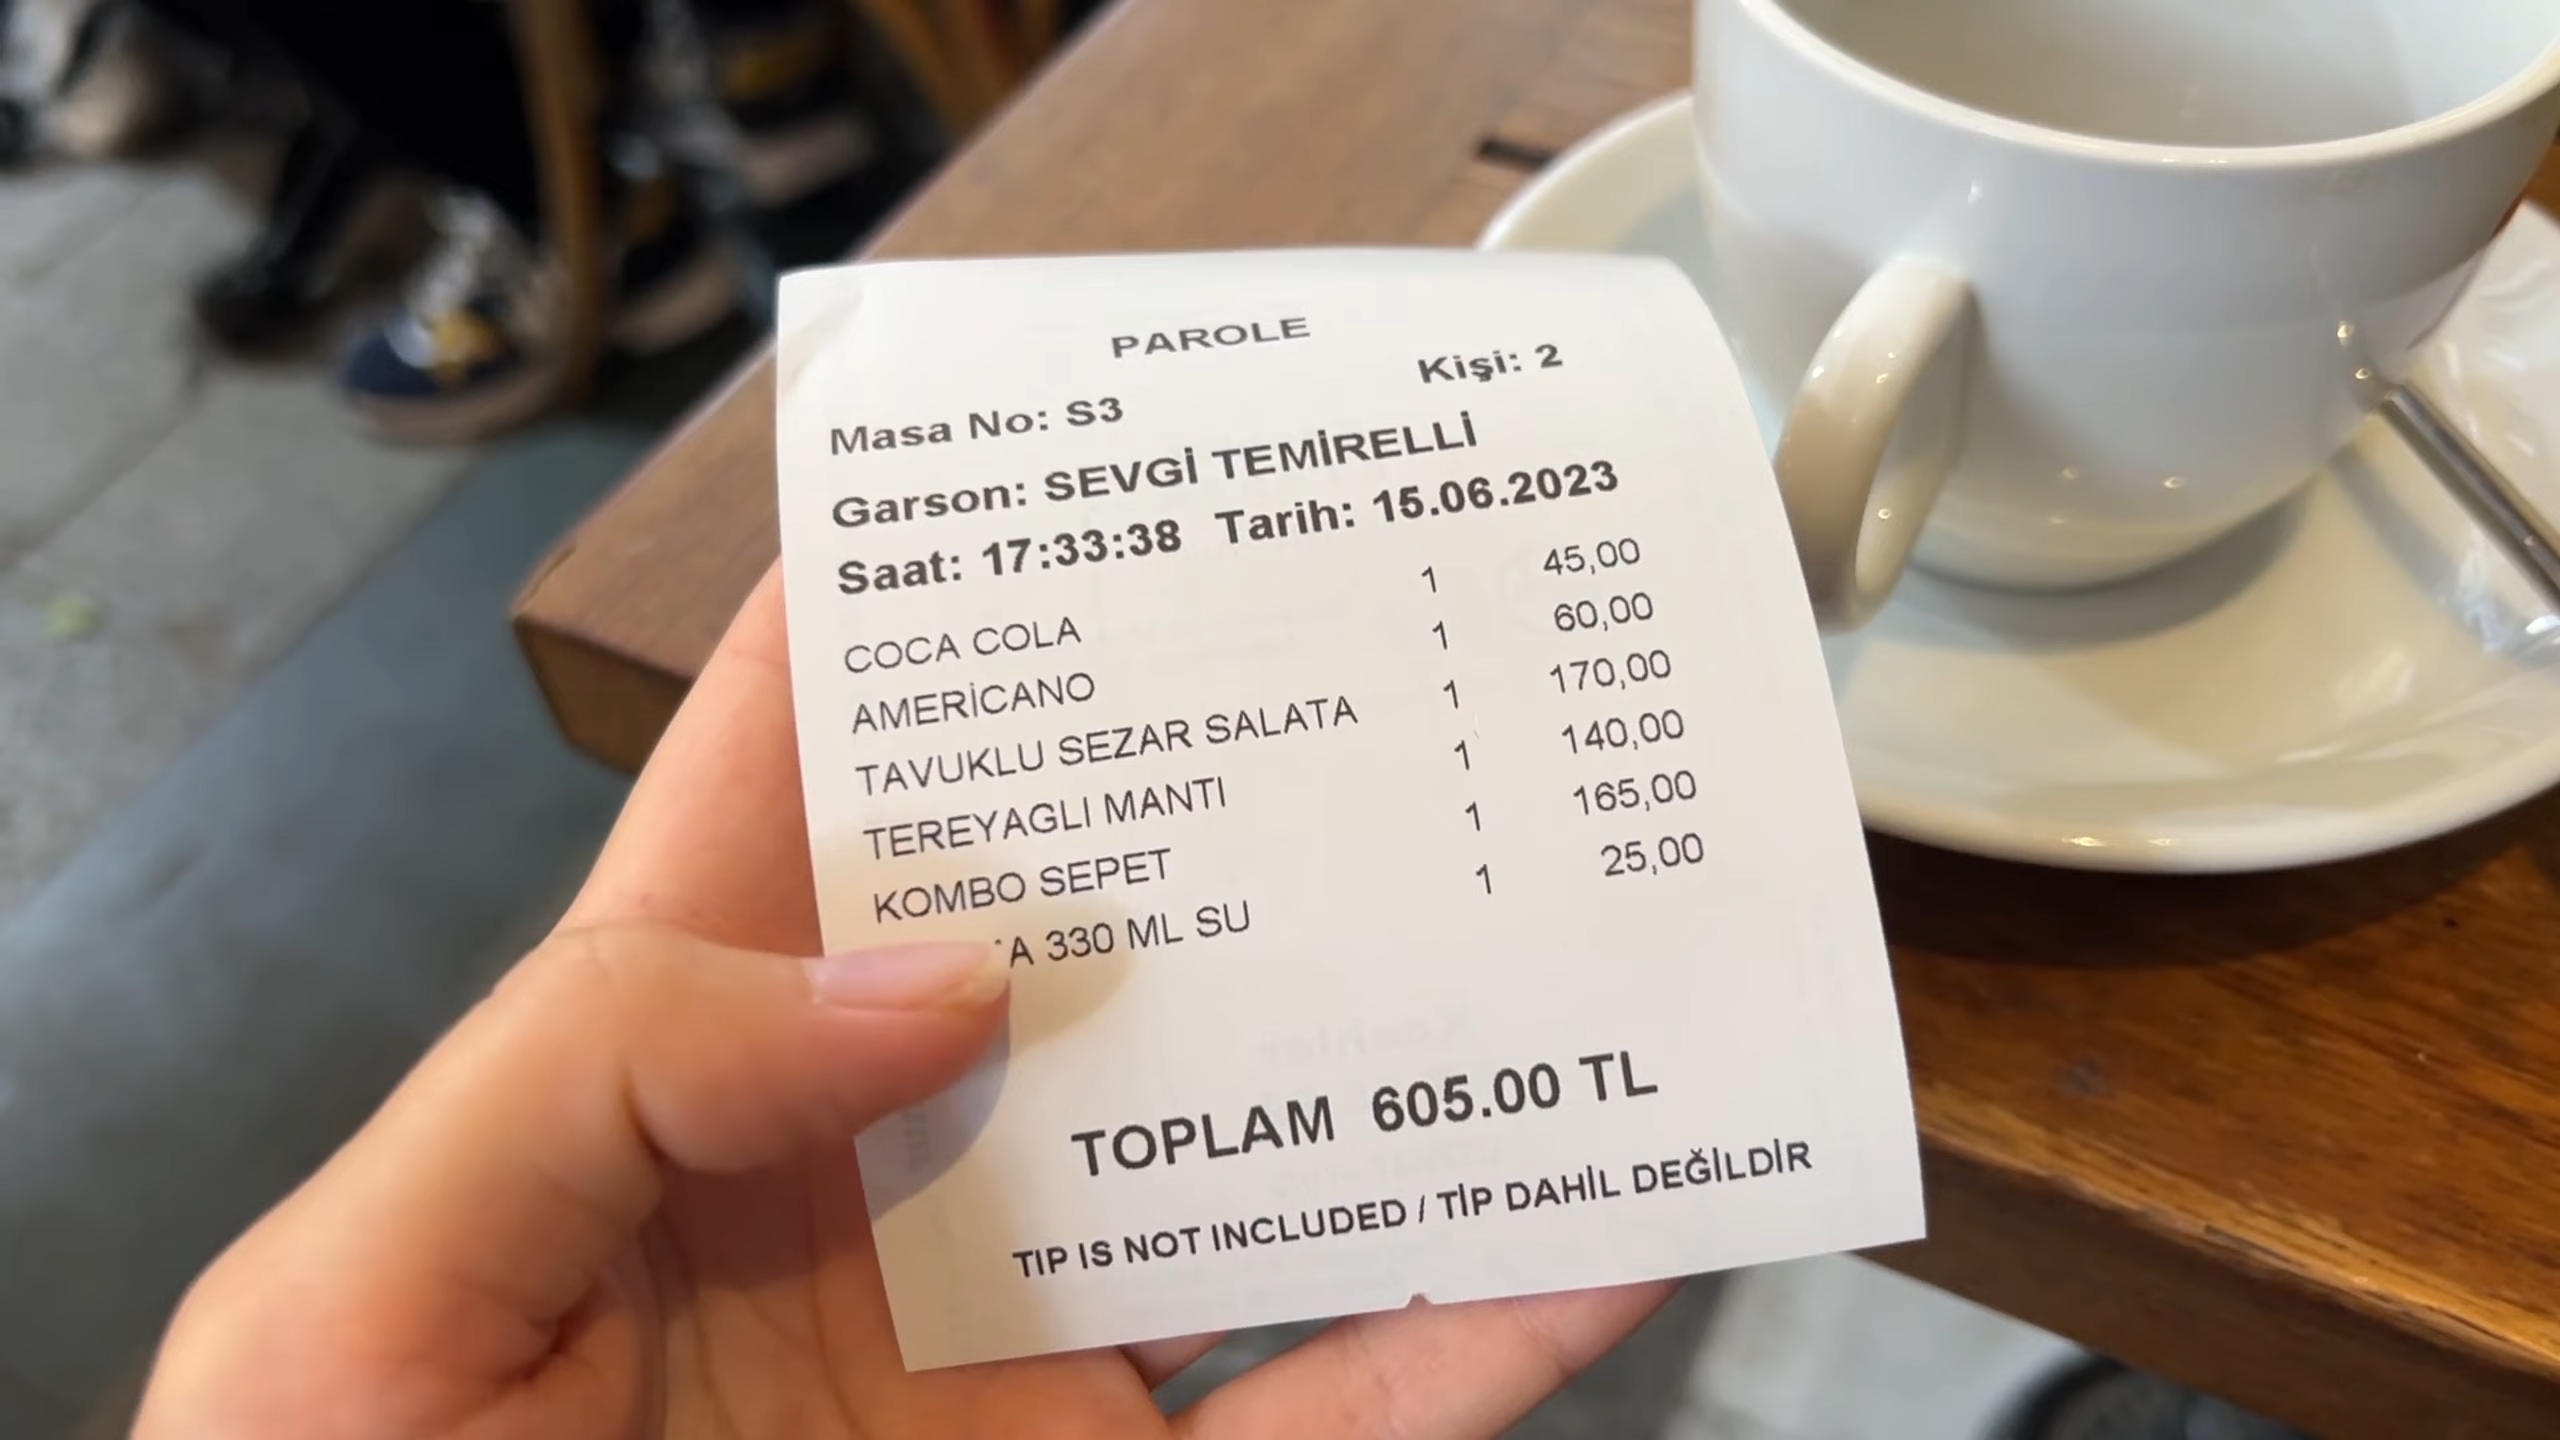 PAROLE
Masa No: S3 Kişi: 2
Garson: SEVGİ TEMİRELLİ
Saat: 17:33:38 Tarih: 15.06.2023
COCA COLA 1 45,00
AMERİCANO 1 60,00
TAVUKLU SEZAR SALATA 1 170,00
TEREYAGLI MANTI 1 140,00
KOMBO SEPET 1 165,00
330 ML SU 1 25,00
TOPLAM 605.00 TL
TIP IS NOT INCLUDED / TİP DAHİL DEĞİLDİR